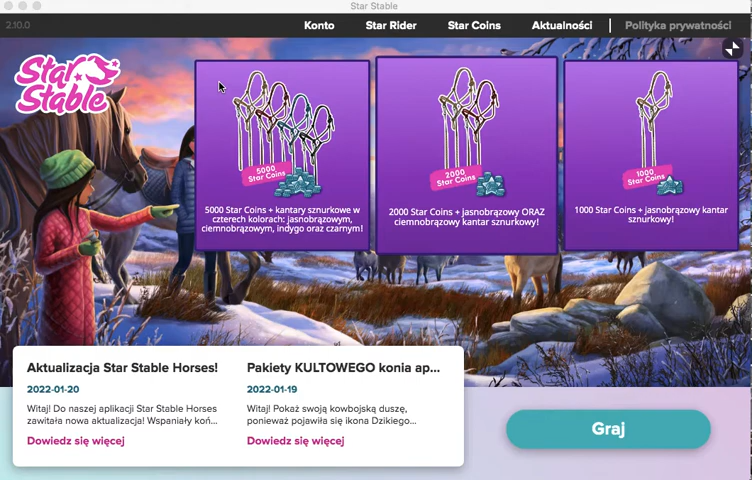 Star Stable
2.10.0
Konto
Star Rider
Star Coins
Aktualności
Polityka prywatności
Star
Stable
5000
Star Coins
5000 Star Coins + kantary sznurkowe w
czterech kolorach: jasnobrązowym,
ciemnobrązowym, indygo oraz czarnym!
2000
Star Coins
2000 Star Coins + jasnobrązowy ORAZ
ciemnobrązowy kantar sznurkowy!
1000
Star Coins
1000 Star Coins + jasnobrązowy kantar
sznurkowy!
Aktualizacja Star Stable Horses!
2022-01-20
Witaj! Do naszej aplikacji Star Stable Horses
zawitała nowa aktualizacja! Wspaniały koń...
Dowiedz się więcej
Pakiety KULTOWEGO konia ap...
2022-01-19
Witaj! Pokaż swoją kowbojską duszę,
ponieważ pojawiła się ikona Dzikiego...
Dowiedz się więcej
Graj